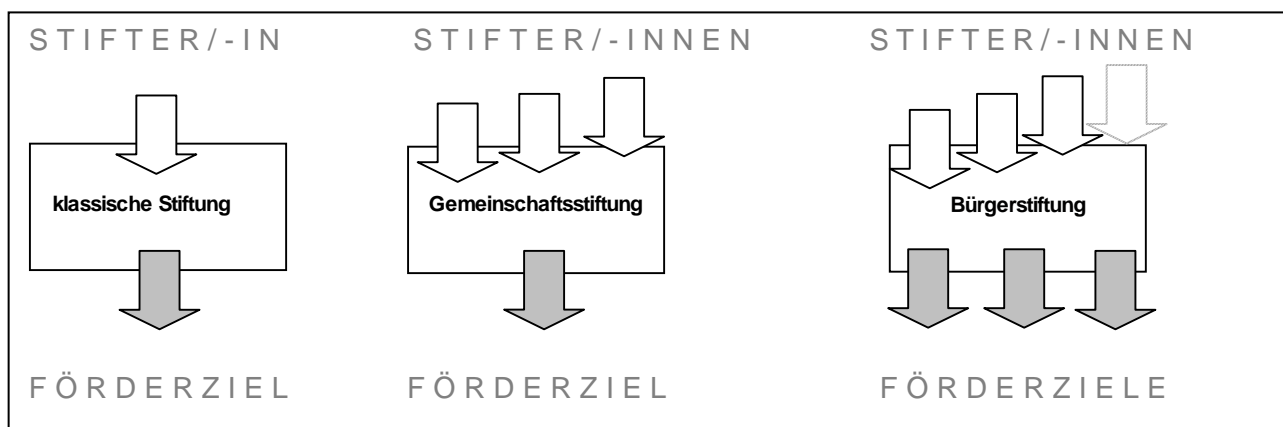 STIFTER/-IN STIFTER/-INNEN STIFTER/-INNEN
klassische Stiftung Gemeinschaftsstiftung Bürgerstiftung
FÖRDERZIEL FÖRDERZIEL FÖRDERZIELE